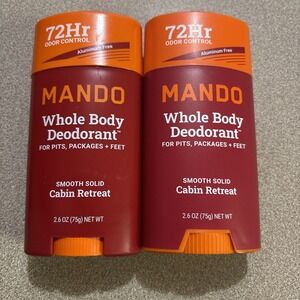 72Hr
ODOR CONTROL
Aluminum Free
MANDO
Whole Body
Deodorant™
FOR PITS, PACKAGES + FEET
SMOOTH SOLID
Cabin Retreat
2.6 OZ (75g) NET WT
72Hr
ODOR CONTROL
Aluminum Free
MANDO
Whole Body
Deodorant™
FOR PITS, PACKAGES + FEET
SMOOTH SOLID
Cabin Retreat
2.6 OZ (75g) NET WT